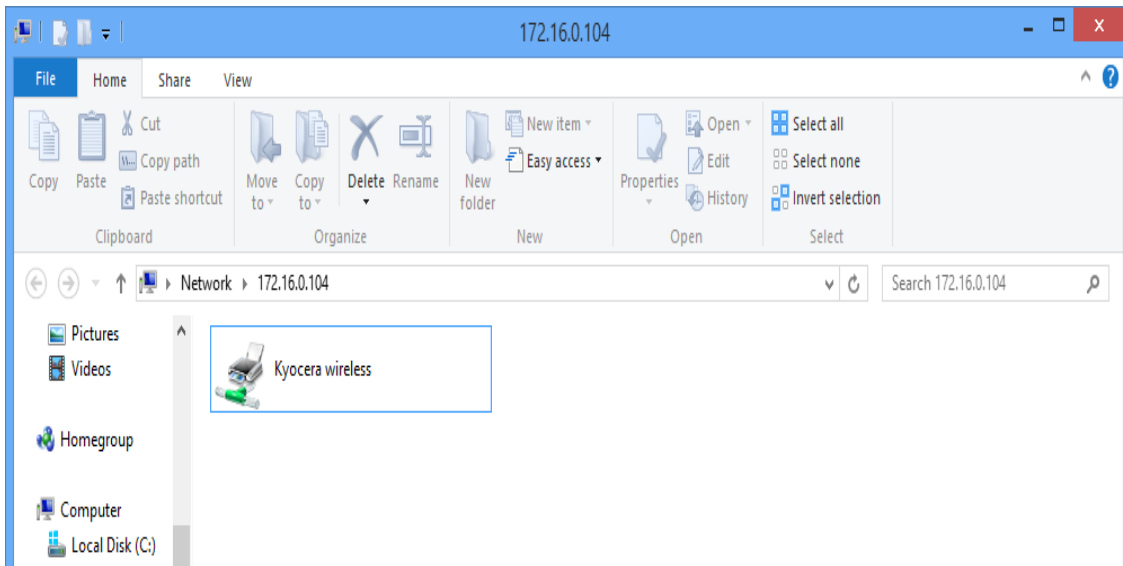 172.16.0.104
File Home Share View
Copy
Paste
Cut
Copy path
Paste shortcut
Clipboard
Move to
Copy to
Delete
Rename
Organize
New folder
New item
Easy access
New
Properties
Open
Edit
History
Open
Select all
Select none
Invert selection
Select
Network 172.16.0.104
Search 172.16.0.104
Pictures
Videos
Homegroup
Computer
Local Disk (C:)
Kyocera wireless